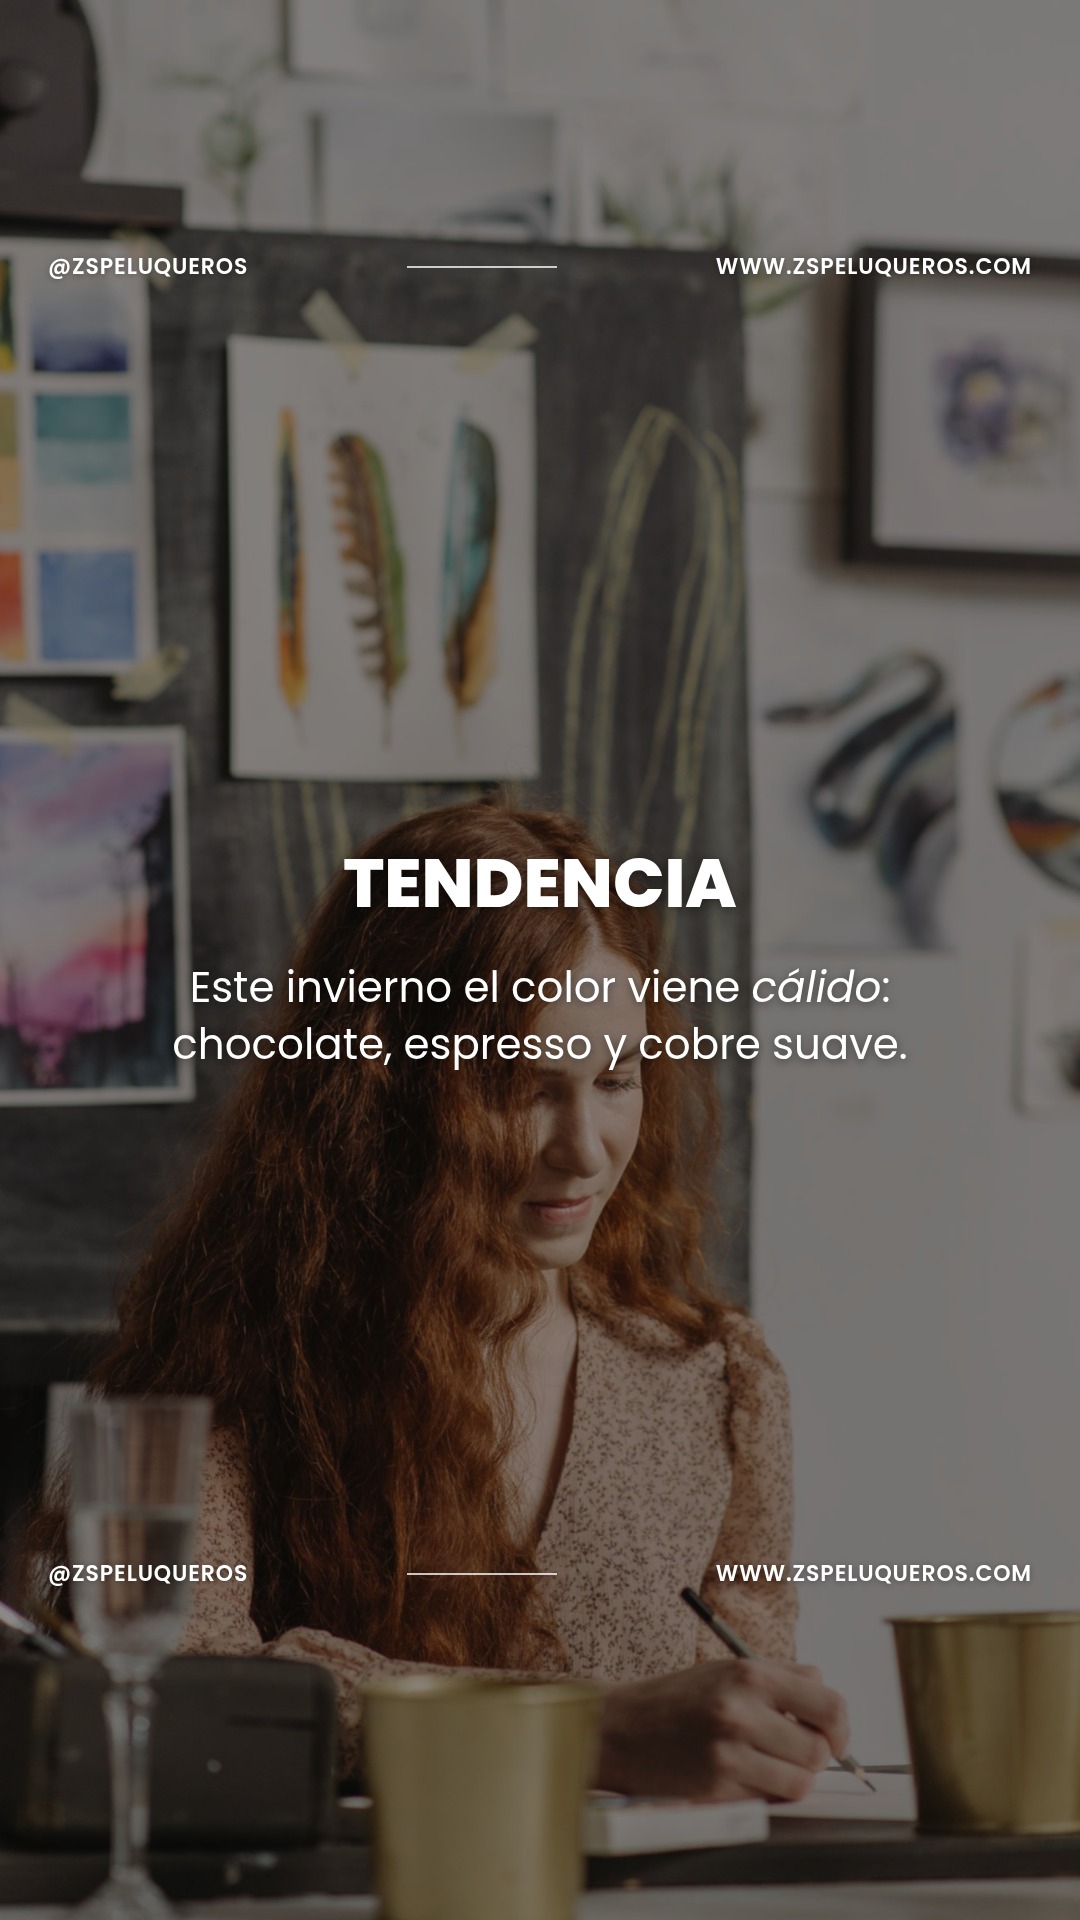 @ZSPELUQUEROS WWW.ZSPELUQUEROS.COM
TENDENCIA
Este invierno el color viene cálido:
chocolate, espresso y cobre suave.
@ZSPELUQUEROS WWW.ZSPELUQUEROS.COM